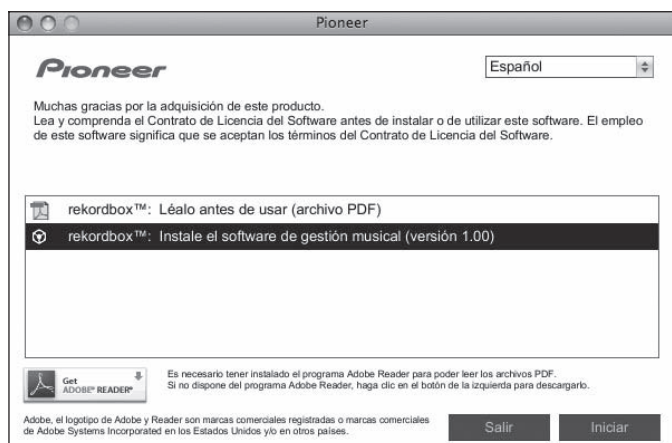 Pioneer
Pioneer
Español
Muchas gracias por la adquisición de este producto.
Lea y comprenda el Contrato de Licencia del Software antes de instalar o de utilizar este software. El empleo
de este software significa que se aceptan los términos del Contrato de Licencia del Software.
rekordbox™: Léalo antes de usar (archivo PDF)
rekordbox™: Instale el software de gestión musical (versión 1.00)
Get
ADOBE® READER®
Es necesario tener instalado el programa Adobe Reader para poder leer los archivos PDF.
Si no dispone del programa Adobe Reader, haga clic en el botón de la izquierda para descargarlo.
Adobe, el logotipo de Adobe y Reader son marcas comerciales registradas o marcas comerciales
de Adobe Systems Incorporated en los Estados Unidos y/o en otros países.
Salir
Iniciar